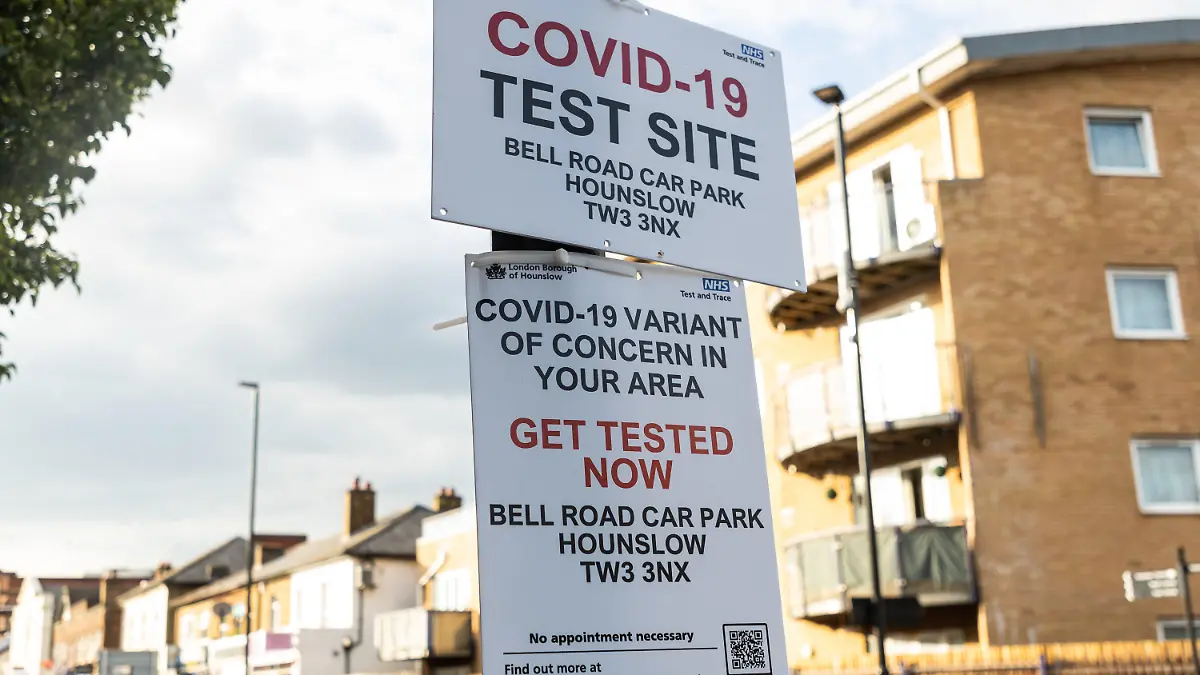 NHS
Test and Trace
COVID-19
TEST SITE
BELL ROAD CAR PARK
HOUNSLOW
TW3 3NX
London Borough
of Hounslow
NHS
Test and Trace
COVID-19 VARIANT
OF CONCERN IN
YOUR AREA
GET TESTED
NOW
BELL ROAD CAR PARK
HOUNSLOW
TW3 3NX
No appointment necessary
Find out more at